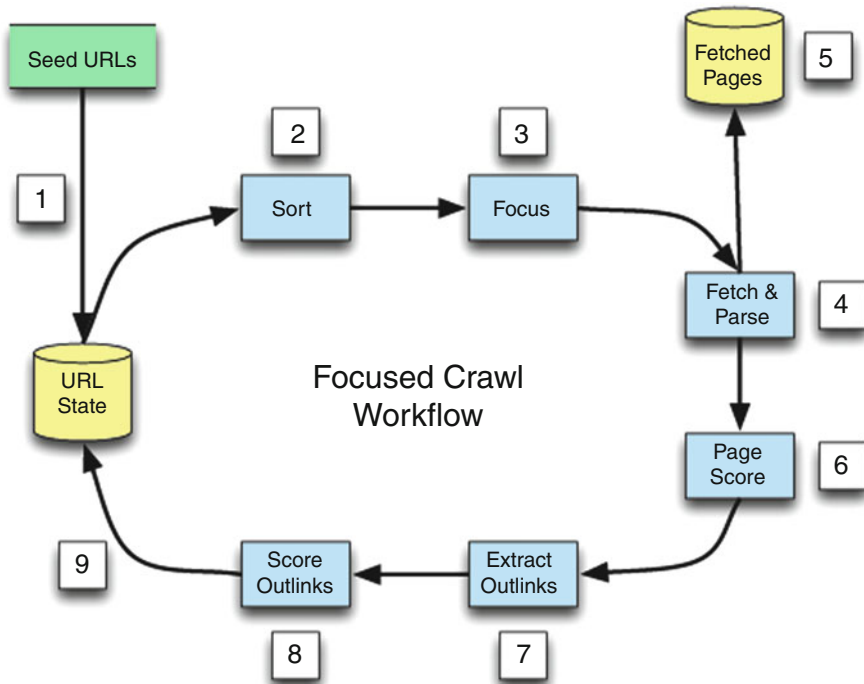 Seed URLs
Fetched
Pages
5
2
3
1
Sort
Focus
Fetch &
Parse
4
URL
State
Focused Crawl
Workflow
Page
Score
6
9
Score
Outlinks
Extract
Outlinks
8
7